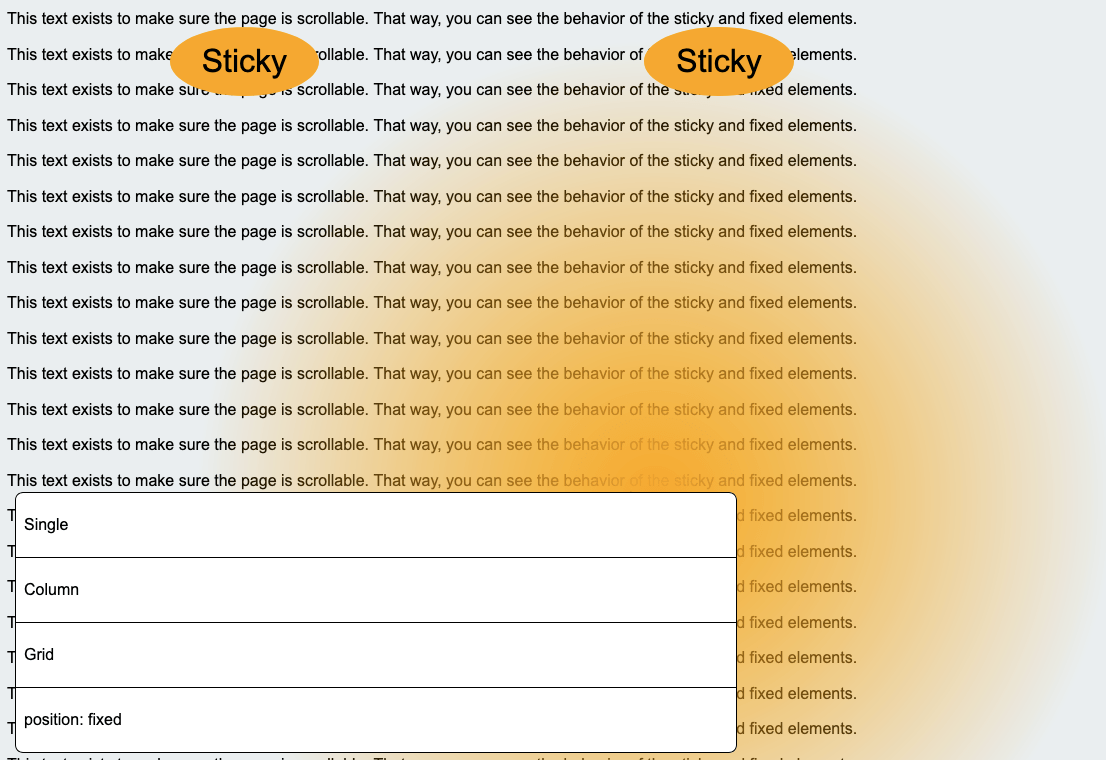 This text exists to make sure the page is scrollable. That way, you can see the behavior of the sticky and fixed elements.
This text exists to make rollable. That way, you can see the behavior of elements.
Sticky Sticky
This text exists to make sure is scrollable. That way, you can see the behavior of the fixed elements.
This text exists to make sure the page is scrollable. That way, you can see the behavior of the sticky and fixed elements.
This text exists to make sure the page is scrollable. That way, you can see the behavior of the sticky and fixed elements.
This text exists to make sure the page is scrollable. That way, you can see the behavior of the sticky and fixed elements.
This text exists to make sure the page is scrollable. That way, you can see the behavior of the sticky and fixed elements.
This text exists to make sure the page is scrollable. That way, you can see the behavior of the sticky and fixed elements.
This text exists to make sure the page is scrollable. That way, you can see the behavior of the sticky and fixed elements.
This text exists to make sure the page is scrollable. That way, you can see the behavior of the sticky and fixed elements.
This text exists to make sure the page is scrollable. That way, you can see the behavior of the sticky and fixed elements.
This text exists to make sure the page is scrollable. That way, you can see the behavior of the sticky and fixed elements.
This text exists to make sure the page is scrollable. That way, you can see the behavior of the sticky and fixed elements.
This text exists to make sure the page is scrollable. That way, you can see the behavior of the sticky and fixed elements.
T d fixed elements.
Single
T d fixed elements.
T d fixed elements.
Column
T d fixed elements.
T d fixed elements.
Grid
T d fixed elements.
T d fixed elements.
position: fixed